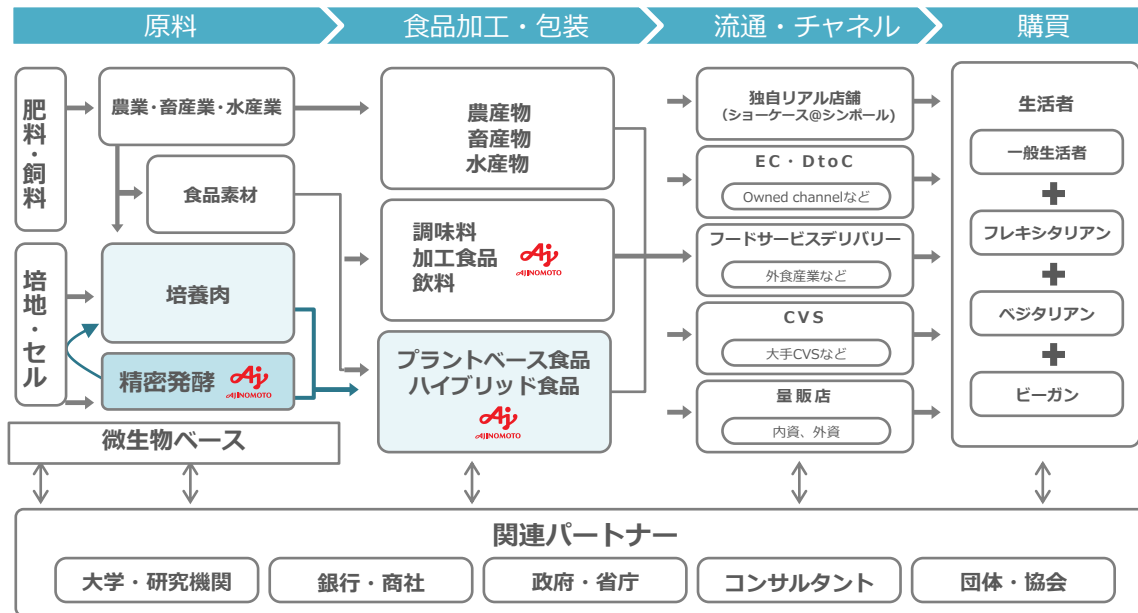 原料
食品加工・包装
流通・チャネル
購買
肥料・飼料
農業・畜産業・水産業
食品素材
培地・セル
培養肉
精密発酵
AJINOMOTO
微生物ベース
農産物
畜産物
水産物
調味料
加工食品
飲料
AJINOMOTO
プラントベース食品
ハイブリッド食品
AJINOMOTO
独自リアル店舗
（ショーケース@シンポール）
EC・DtoC
Owned channelなど
フードサービスデリバリー
外食産業など
CVS
大手CVSなど
量販店
内資、外資
生活者
一般生活者
フレキシタリアン
ベジタリアン
ビーガン
関連パートナー
大学・研究機関
銀行・商社
政府・省庁
コンサルタント
団体・協会